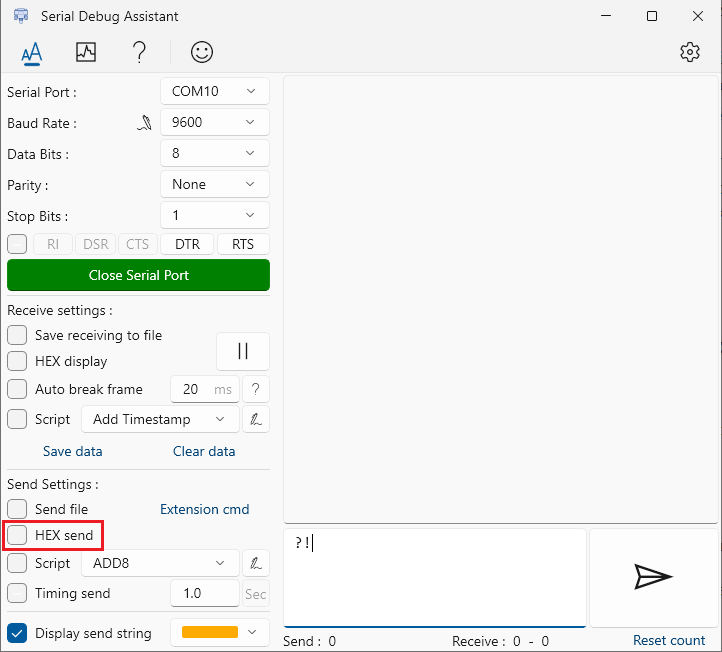 Serial Debug Assistant
AA
?
Serial Port :
COM10
Baud Rate :
9600
Data Bits :
8
Parity :
None
Stop Bits :
1
RI DSR CTS DTR RTS
Close Serial Port
Receive settings :
Save receiving to file
HEX display
Auto break frame 20 ms ?
Script Add Timestamp
Save data Clear data
Send Settings :
Send file Extension cmd
HEX send
Script ADD8
Timing send 1.0 Sec
Display send string
?!
Send : 0 Receive : 0 - 0 Reset count